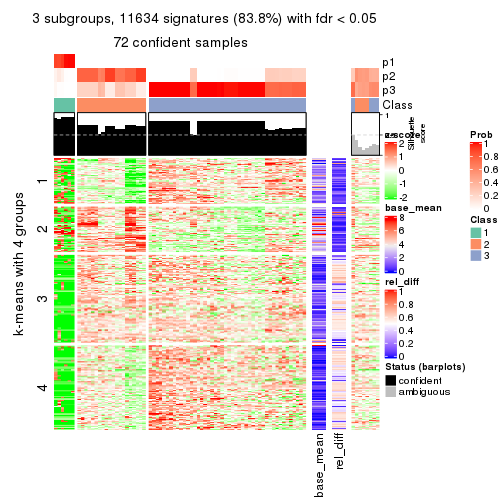 3 subgroups, 11634 signatures (83.8%) with fdr < 0.05
72 confident samples
p1
p2
p3
Class
1
Silhouette
score
k-means with 4 groups
1
2
3
4
base_mean
rel_diff
z-score
2
1
0
-1
-2
base_mean
8
6
4
2
0
rel_diff
1
0.8
0.6
0.4
0.2
0
Status (barplots)
confident
ambiguous
Prob
1
0.8
0.6
0.4
0.2
0
Class
1
2
3